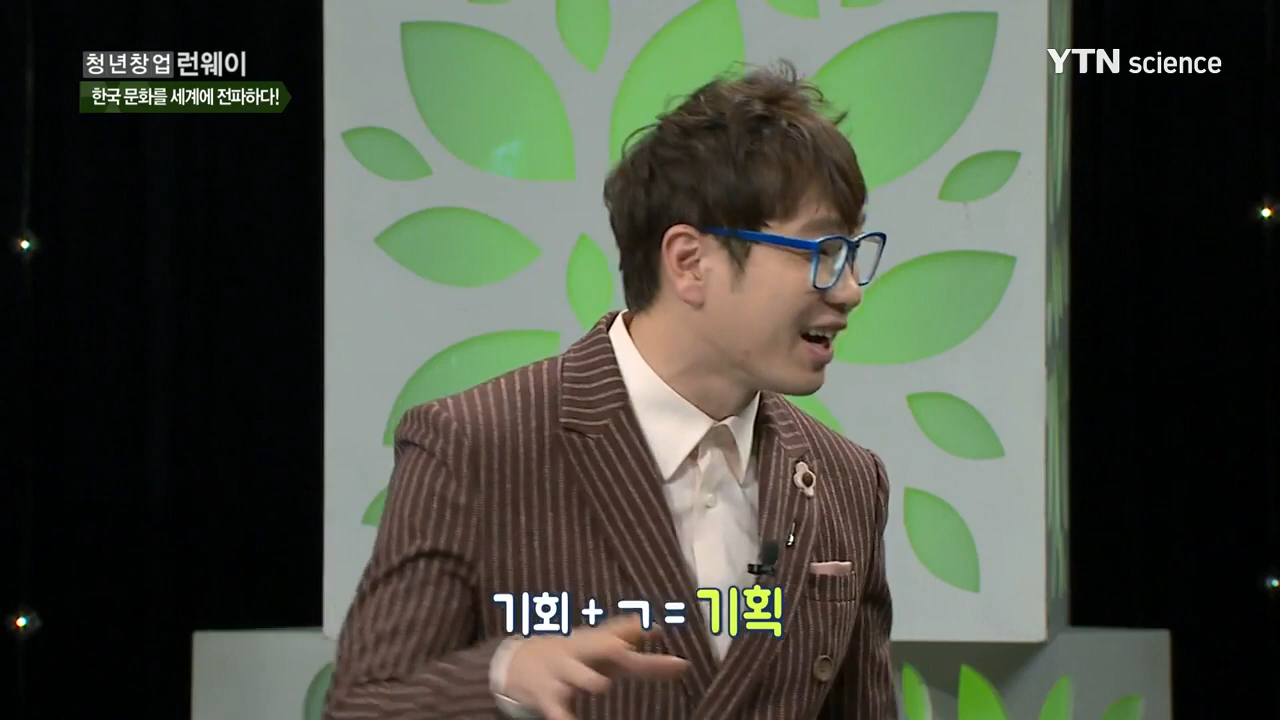 청년창업 런웨이
한국 문화를 세계에 전파하다!
YTN science
기회 + ㄱ = 기획